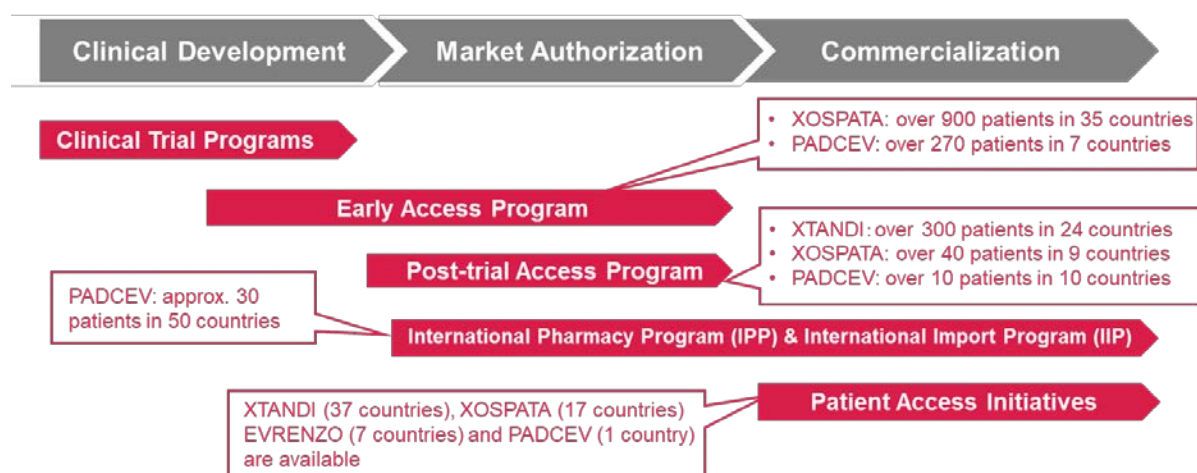 Clinical Development
Market Authorization
Commercialization
• XOSPATA: over 900 patients in 35 countries
• PADCEV: over 270 patients in 7 countries
Clinical Trial Programs
Early Access Program
• XTANDI: over 300 patients in 24 countries
• XOSPATA: over 40 patients in 9 countries
• PADCEV: over 10 patients in 10 countries
Post-trial Access Program
PADCEV: approx. 30
patients in 50 countries
International Pharmacy Program (IPP) & International Import Program (IIP)
XTANDI (37 countries), XOSPATA (17 countries)
EVRENZO (7 countries) and PADCEV (1 country)
are available
Patient Access Initiatives